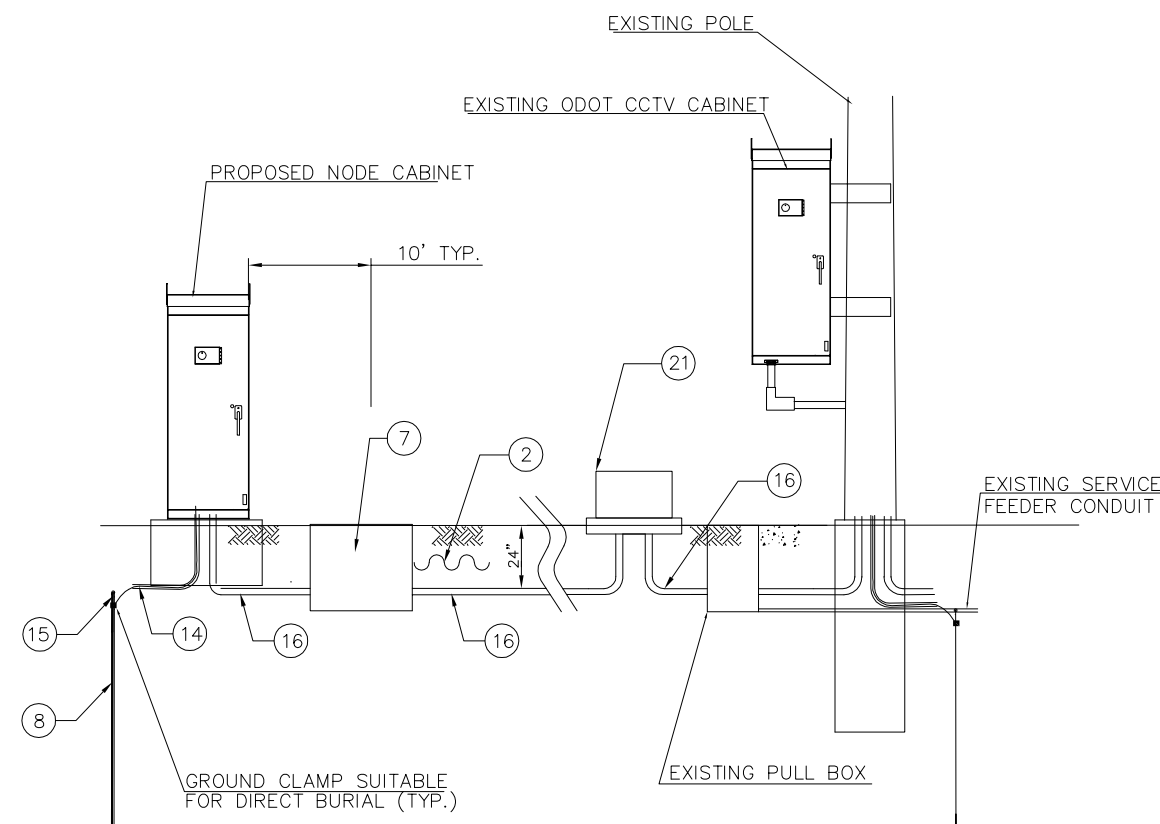 EXISTING POLE
EXISTING ODOT CCTV CABINET
PROPOSED NODE CABINET
10' TYP.
21
7
2
16
EXISTING SERVICE
FEEDER CONDUIT
24"
15
14
16
16
8
GROUND CLAMP SUITABLE
FOR DIRECT BURIAL (TYP.)
EXISTING PULL BOX